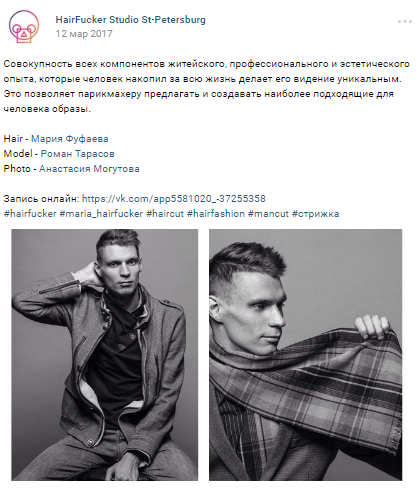 HairFucker Studio St-Petersburg
12 мар 2017
Совокупность всех компонентов житейского, профессионального и эстетического
опыта, которые человек накопил за всю жизнь делает его видение уникальным.
Это позволяет парикмахеру предлагать и создавать наиболее подходящие для
человека образы.
Hair - Мария Фуфаева
Model - Роман Тарасов
Photo - Анастасия Могутова
Запись онлайн: https://vk.com/app5581020_-37255358
#hairfucker #maria_hairfucker #haircut #hairfashion #mancut #стрижка